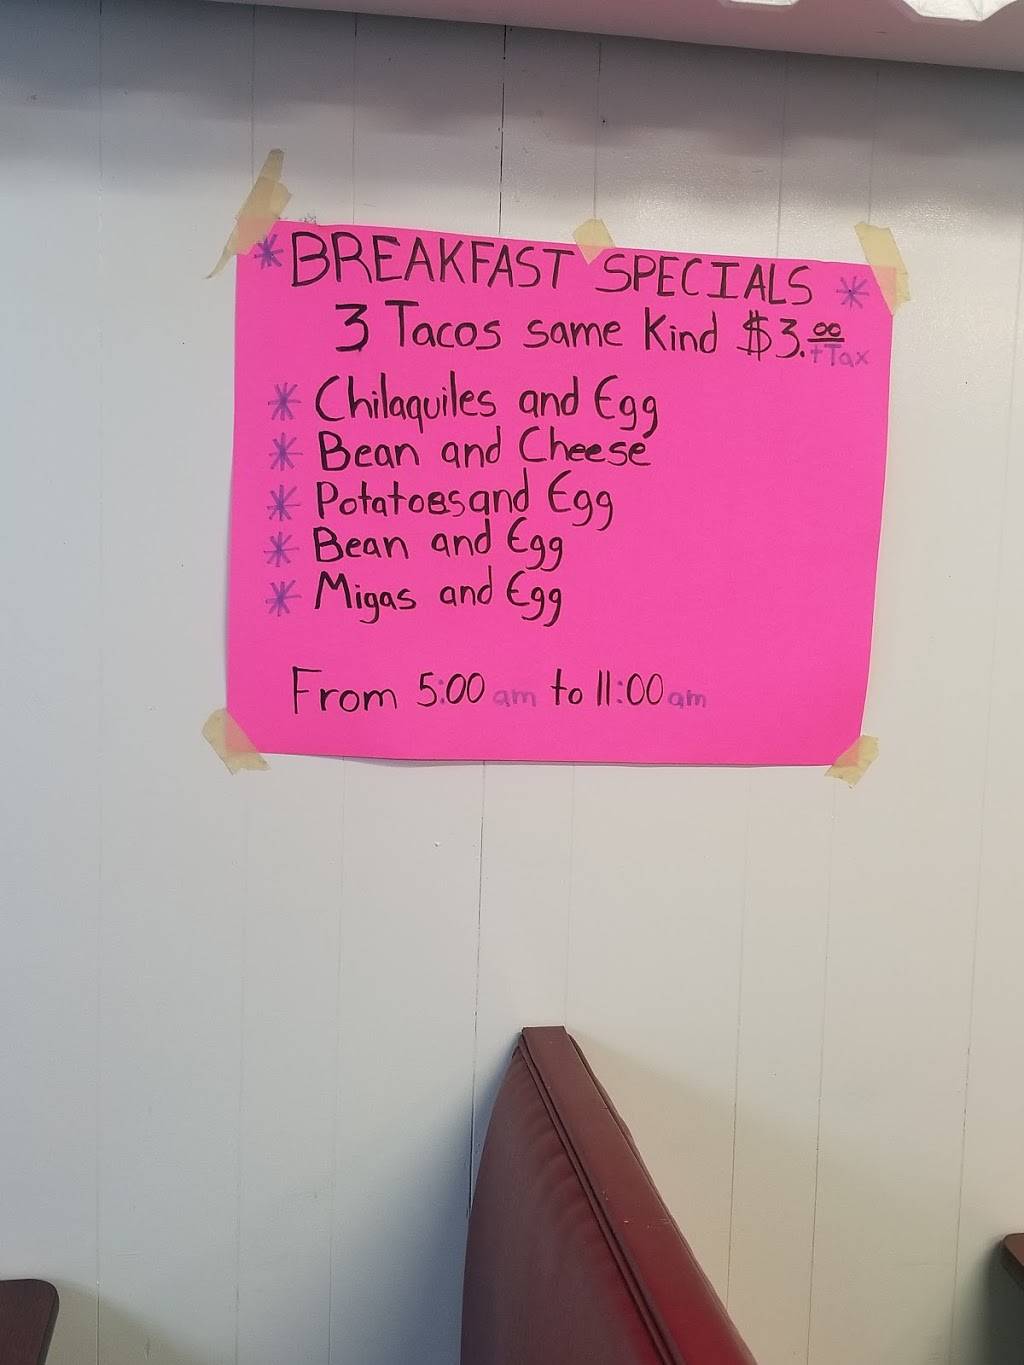 * BREAKFAST SPECIALS *
3 Tacos same Kind $3.00 +Tax
* Chilaquiles and Egg
* Bean and Cheese
* Potatoes and Egg
* Bean and Egg
* Migas and Egg
From 5:00 am to 11:00 am